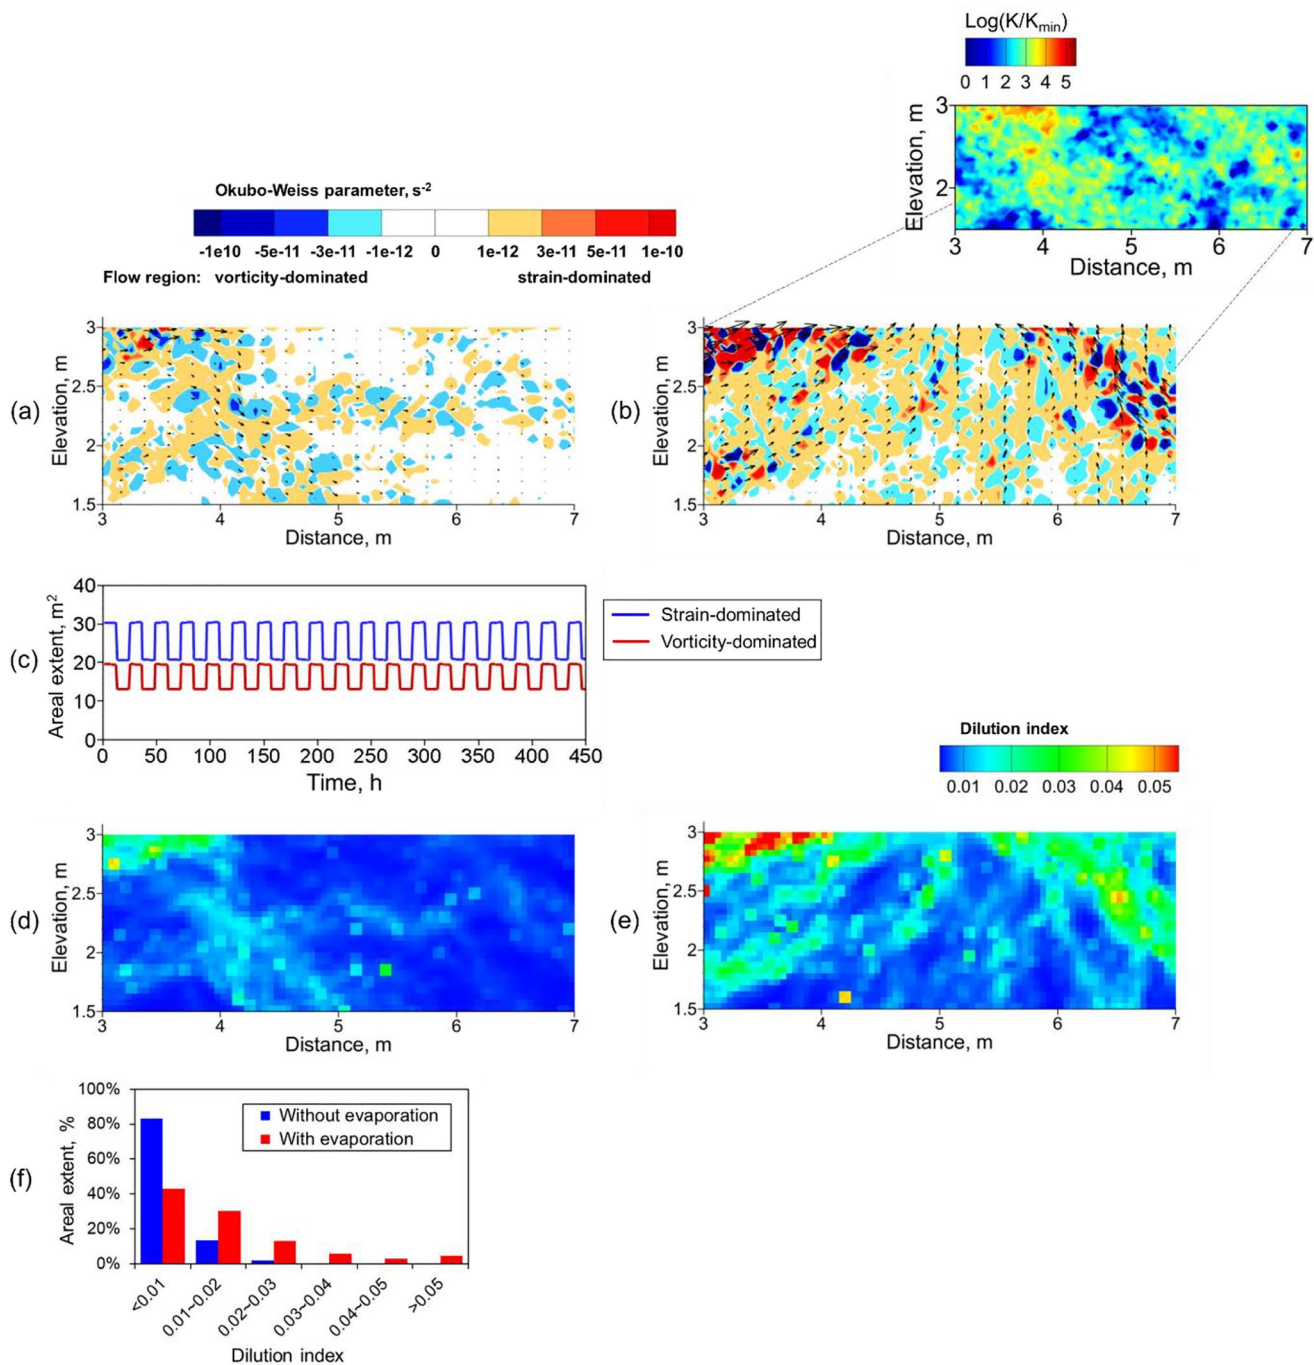 Log(K/Kmin)
0 1 2 3 4 5
3
2
Elevation, m
3 4 5 6 7
Distance, m
Okubo-Weiss parameter, s-2
-1e10 -5e-11 -3e-11 -1e-12 0 1e-12 3e-11 5e-11 1e-10
Flow region: vorticity-dominated strain-dominated
(a)
Elevation, m
3
2.5
2
1.5
3 4 5 6 7
Distance, m
(b)
Elevation, m
3
2.5
2
1.5
3 4 5 6 7
Distance, m
(c)
Areal extent, m2
40
30
20
10
0
0 50 100 150 200 250 300 350 400 450
Time, h
Strain-dominated
Vorticity-dominated
Dilution index
0.01 0.02 0.03 0.04 0.05
(d)
Elevation, m
3
2.5
2
1.5
3 4 5 6 7
Distance, m
(e)
Elevation, m
3
2.5
2
1.5
3 4 5 6 7
Distance, m
(f)
Areal extent, %
100%
80%
60%
40%
20%
0%
Without evaporation
With evaporation
<0.01 0.01~0.02 0.02~0.03 0.03~0.04 0.04~0.05 >0.05
Dilution index